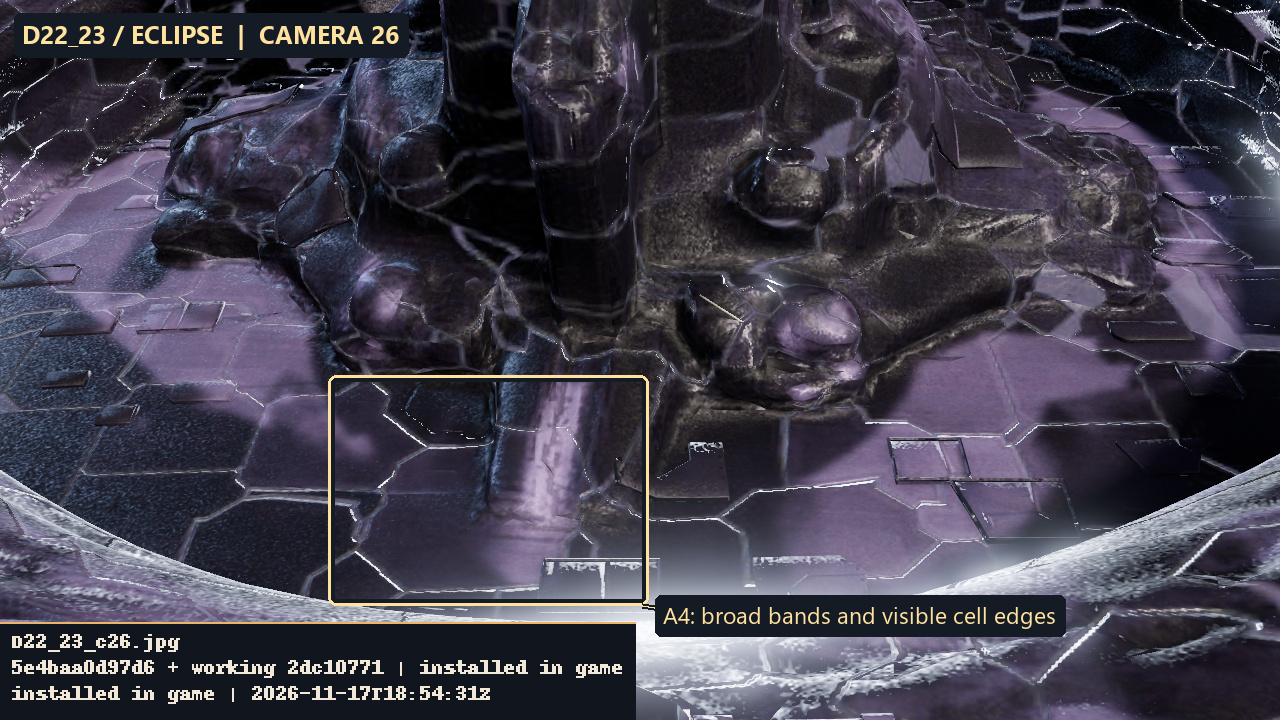 D22_23 / ECLIPSE | CAMERA 26
A4: broad bands and visible cell edges
D22_23_c26.jpg
5e4baa0d97d6 + working 2dc10771 | installed in game
installed in game | 2026-11-17T18:54:31Z